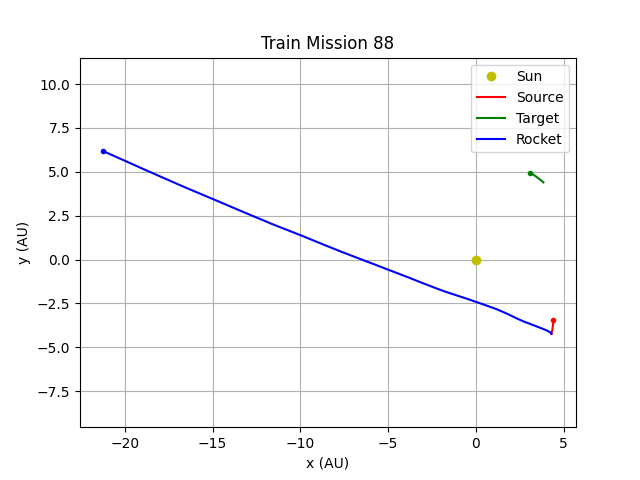 Train Mission 88
Sun
Source
Target
Rocket
10.0
7.5
5.0
2.5
0.0
−2.5
−5.0
−7.5
y (AU)
−20 −15 −10 −5 0 5
x (AU)